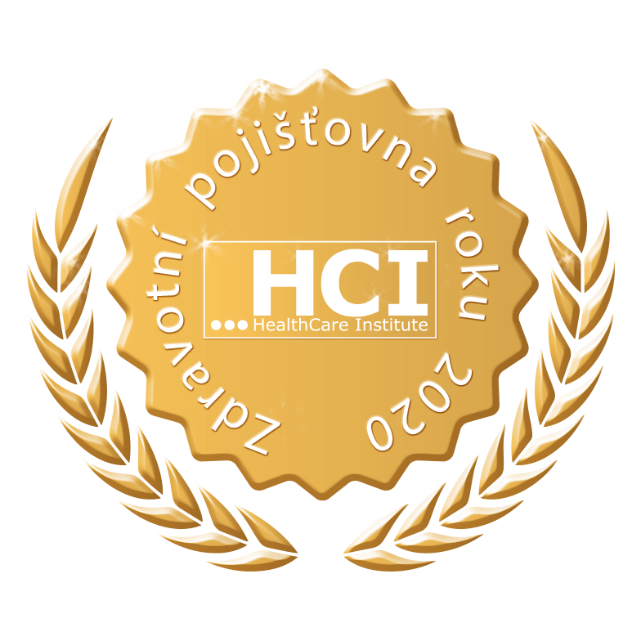 Zdravotní pojišťovna roku 2020
HCI
HealthCare Institute